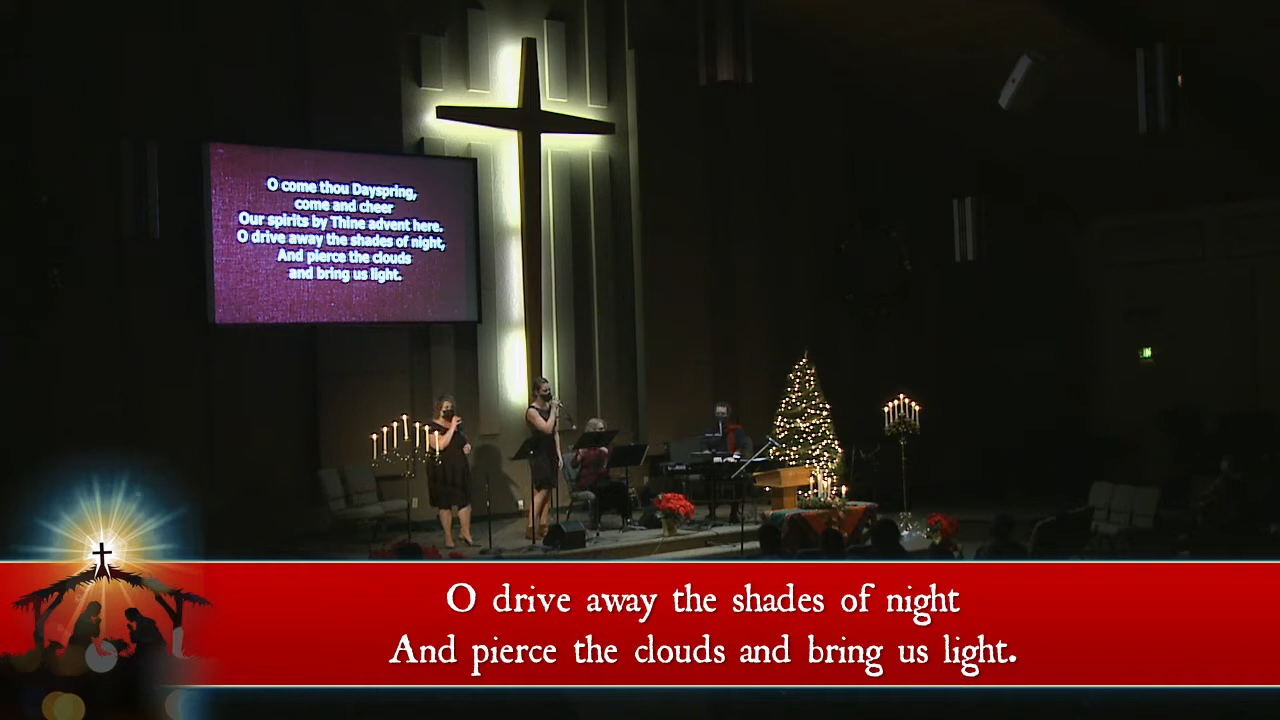 O come thou Dayspring,
come and cheer
Our spirits by Thine advent here.
O drive away the shades of night,
And pierce the clouds
and bring us light.
O drive away the shades of night
And pierce the clouds and bring us light.